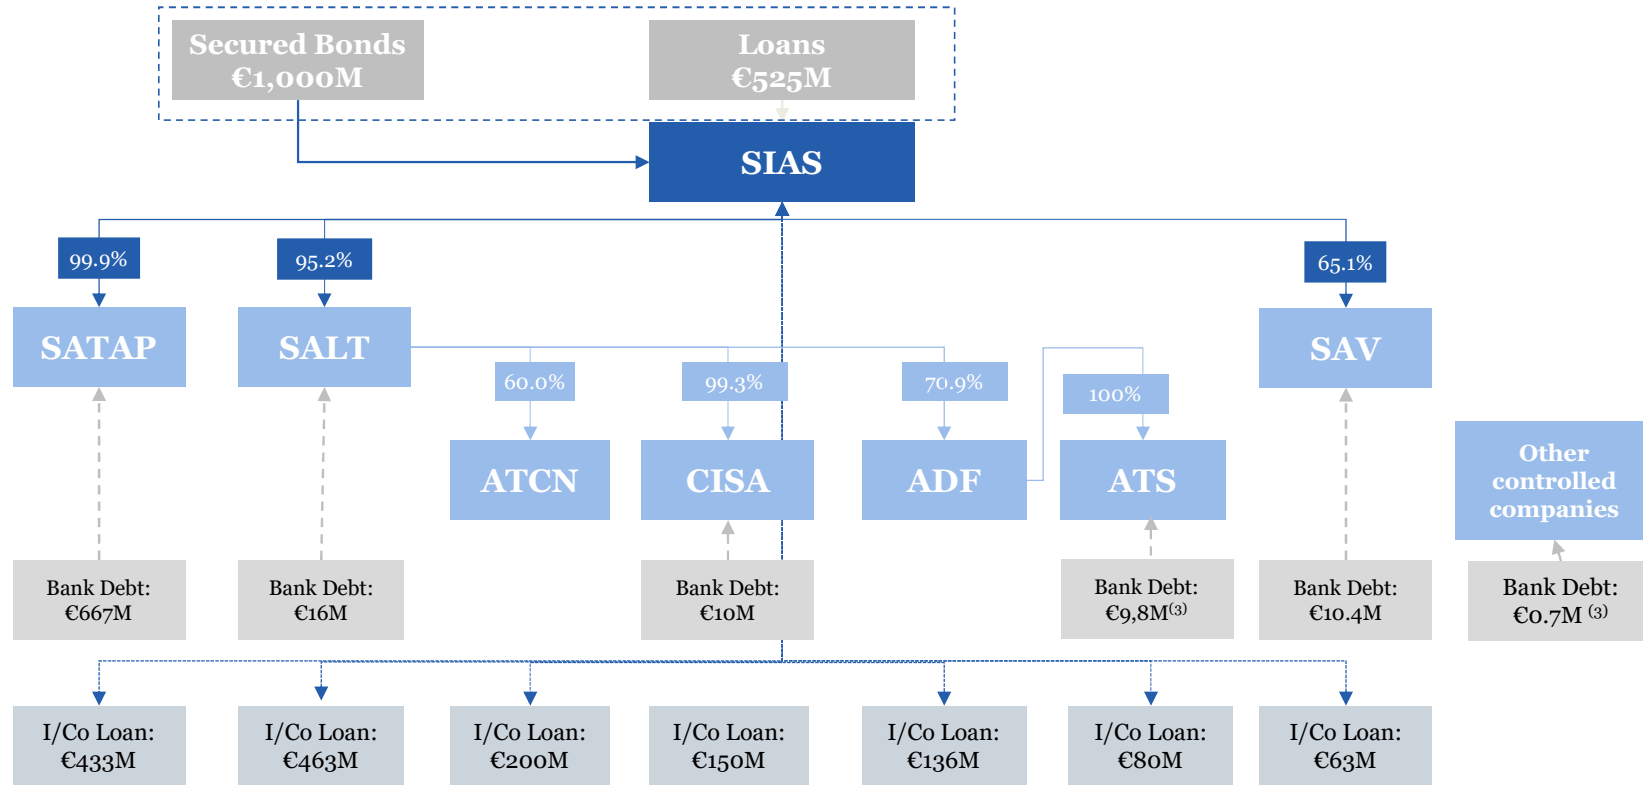 Secured Bonds
€1,000M
Loans
€525M
SIAS
99.9%
95.2%
65.1%
SATAP
SALT
SAV
60.0%
99.3%
70.9%
100%
ATCN
CISA
ADF
ATS
Other
controlled
companies
Bank Debt:
€667M
Bank Debt:
€16M
Bank Debt:
€10M
Bank Debt:
€9,8M(3)
Bank Debt:
€10.4M
Bank Debt:
€0.7M (3)
I/Co Loan:
€433M
I/Co Loan:
€463M
I/Co Loan:
€200M
I/Co Loan:
€150M
I/Co Loan:
€136M
I/Co Loan:
€80M
I/Co Loan:
€63M